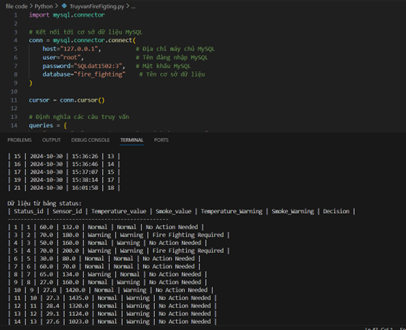 file code > Python > TruyvanFireFigting.py > ...
1 import mysql.connector
3 # Kết nối tới cơ sở dữ liệu MySQL
4 conn = mysql.connector.connect(
5 host="127.0.0.1", # Địa chỉ máy chủ MySQL
6 user="root", # Tên đăng nhập MySQL
7 password="SQLdat1502:3", # Mật khẩu MySQL
8 database="fire_fighting" # Tên cơ sở dữ liệu
9 )
11 cursor = conn.cursor()
13 # Định nghĩa các câu truy vấn
14 queries = {
PROBLEMS OUTPUT DEBUG CONSOLE TERMINAL PORTS
| 15 | 2024-10-30 | 15:36:26 | 13 |
| 16 | 2024-10-30 | 15:36:46 | 14 |
| 17 | 2024-10-30 | 15:37:07 | 15 |
| 19 | 2024-10-30 | 15:38:14 | 17 |
| 21 | 2024-10-30 | 16:01:58 | 18 |
Dữ liệu từ bảng status:
| Status_id | Sensor_id | Temperature_value | Smoke_value | Temperature_Warning | Smoke_Warning | Decision |
--------------------------------------------------
| 1 | 1 | 60.0 | 132.0 | Normal | Normal | No Action Needed |
| 3 | 2 | 70.0 | 180.0 | Warning | Warning | Fire Fighting Required |
| 4 | 3 | 50.0 | 160.0 | Normal | Warning | No Action Needed |
| 5 | 4 | 70.0 | 200.0 | Warning | Warning | Fire Fighting Required |
| 6 | 5 | 30.0 | 80.0 | Normal | Normal | No Action Needed |
| 7 | 6 | 60.0 | 70.0 | Normal | Normal | No Action Needed |
| 8 | 7 | 65.0 | 134.0 | Warning | Normal | No Action Needed |
| 9 | 8 | 27.0 | 160.0 | Normal | Warning | No Action Needed |
| 10 | 9 | 27.8 | 1420.0 | Normal | Warning | No Action Needed |
| 11 | 10 | 27.3 | 1435.0 | Normal | Warning | No Action Needed |
| 12 | 11 | 28.4 | 1320.0 | Normal | Warning | No Action Needed |
| 13 | 12 | 29.1 | 1124.0 | Normal | Warning | No Action Needed |
| 14 | 13 | 27.6 | 1023.0 | Normal | Warning | No Action Needed |